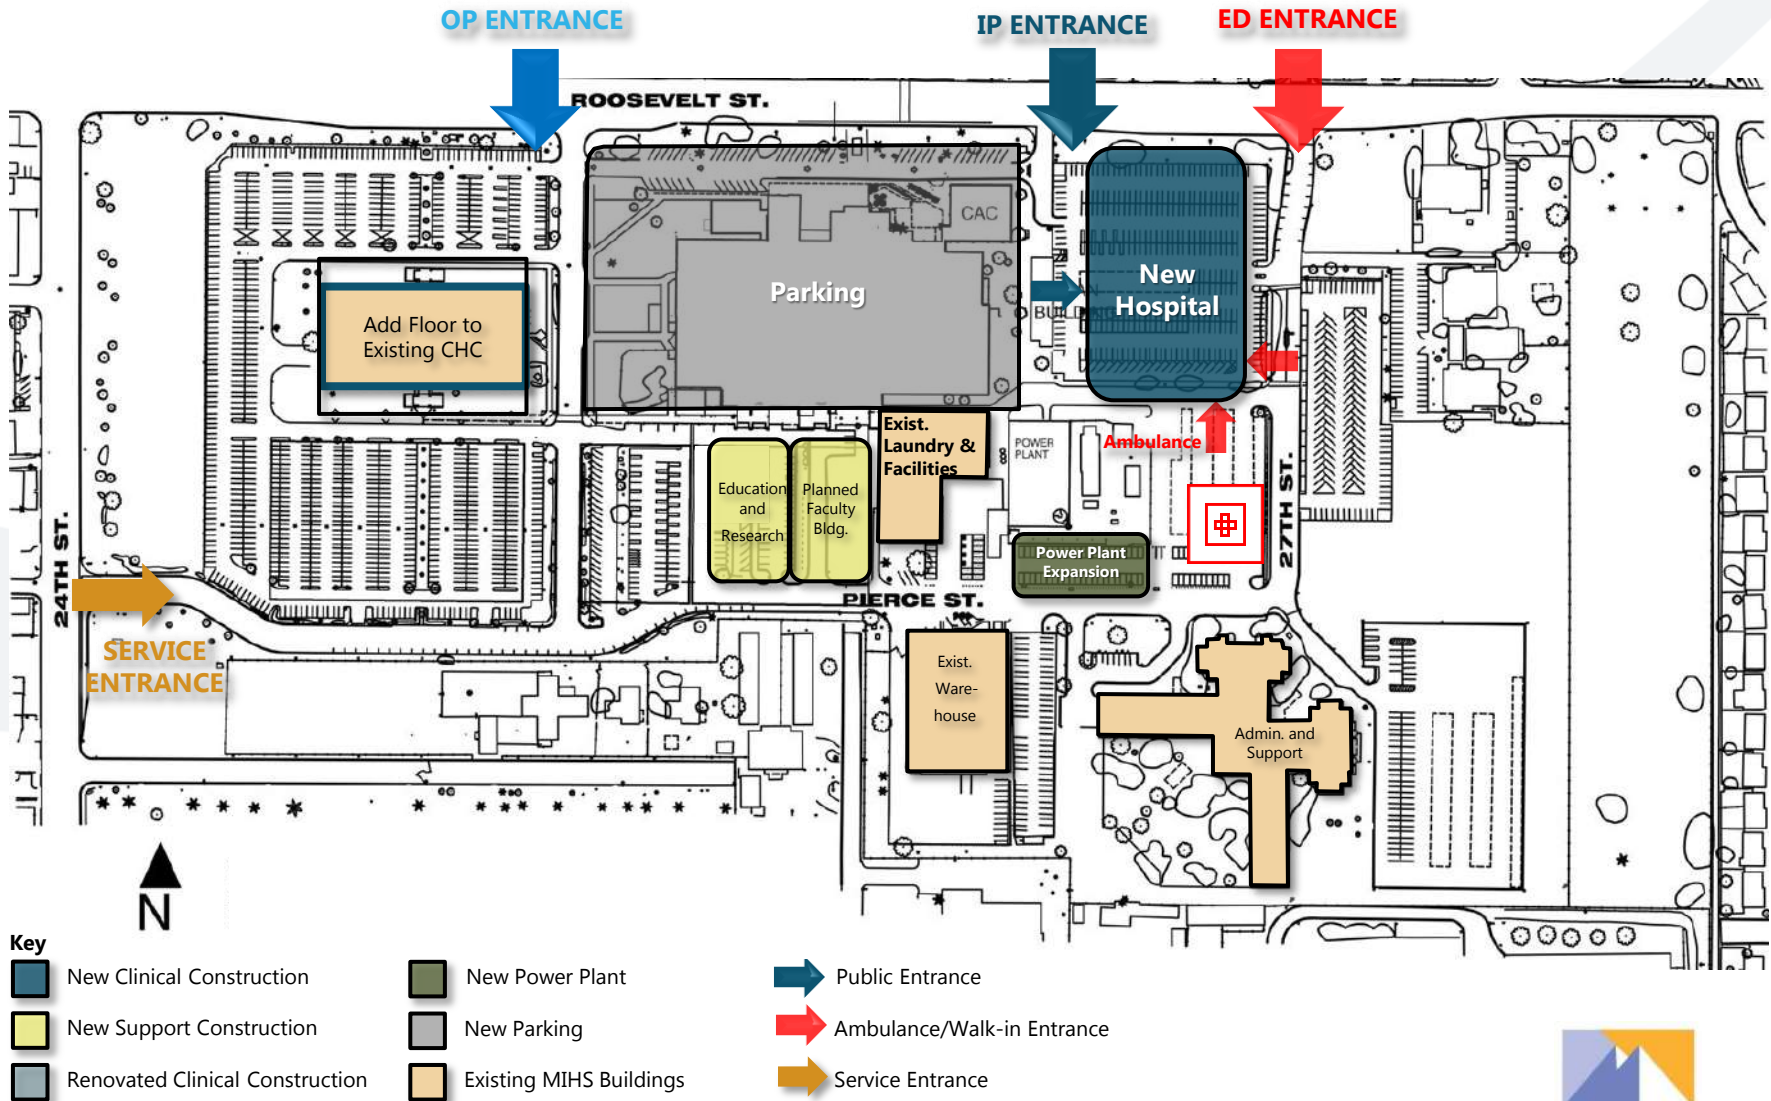 OP ENTRANCE
IP ENTRANCE
ED ENTRANCE
ROOSEVELT ST.
CAC
Parking
New
Hospital
Add Floor to
Existing CHC
Exist.
Laundry &
Facilities
POWER
PLANT
Ambulance
Education
and
Research
Planned
Faculty
Bldg.
Power Plant
Expansion
24TH ST.
27TH ST.
PIERCE ST.
SERVICE
ENTRANCE
Exist.
Ware-
house
Admin. and
Support
N
Key
New Clinical Construction
New Support Construction
Renovated Clinical Construction
New Power Plant
New Parking
Existing MIHS Buildings
Public Entrance
Ambulance/Walk-in Entrance
Service Entrance